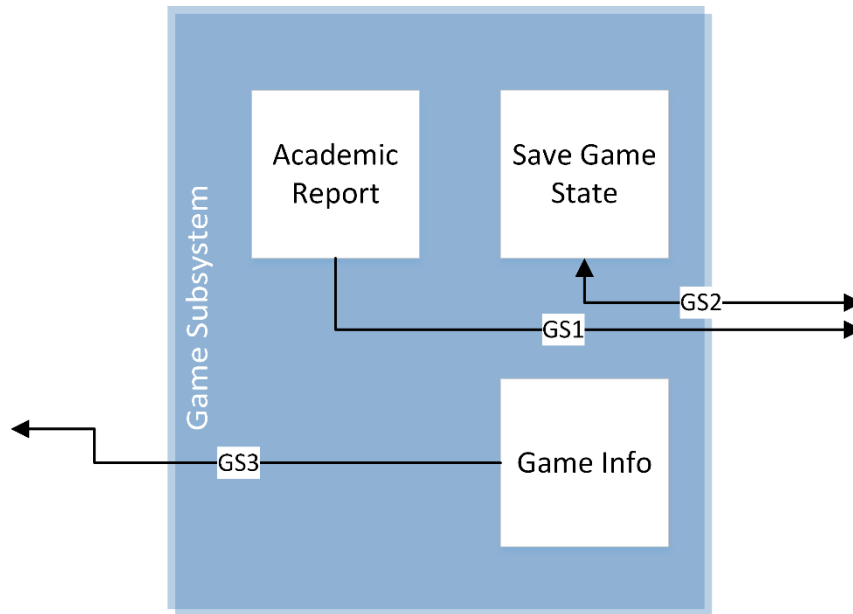 Academic
Report
Save Game
State
Game Subsystem
GS2
GS1
GS3
Game Info